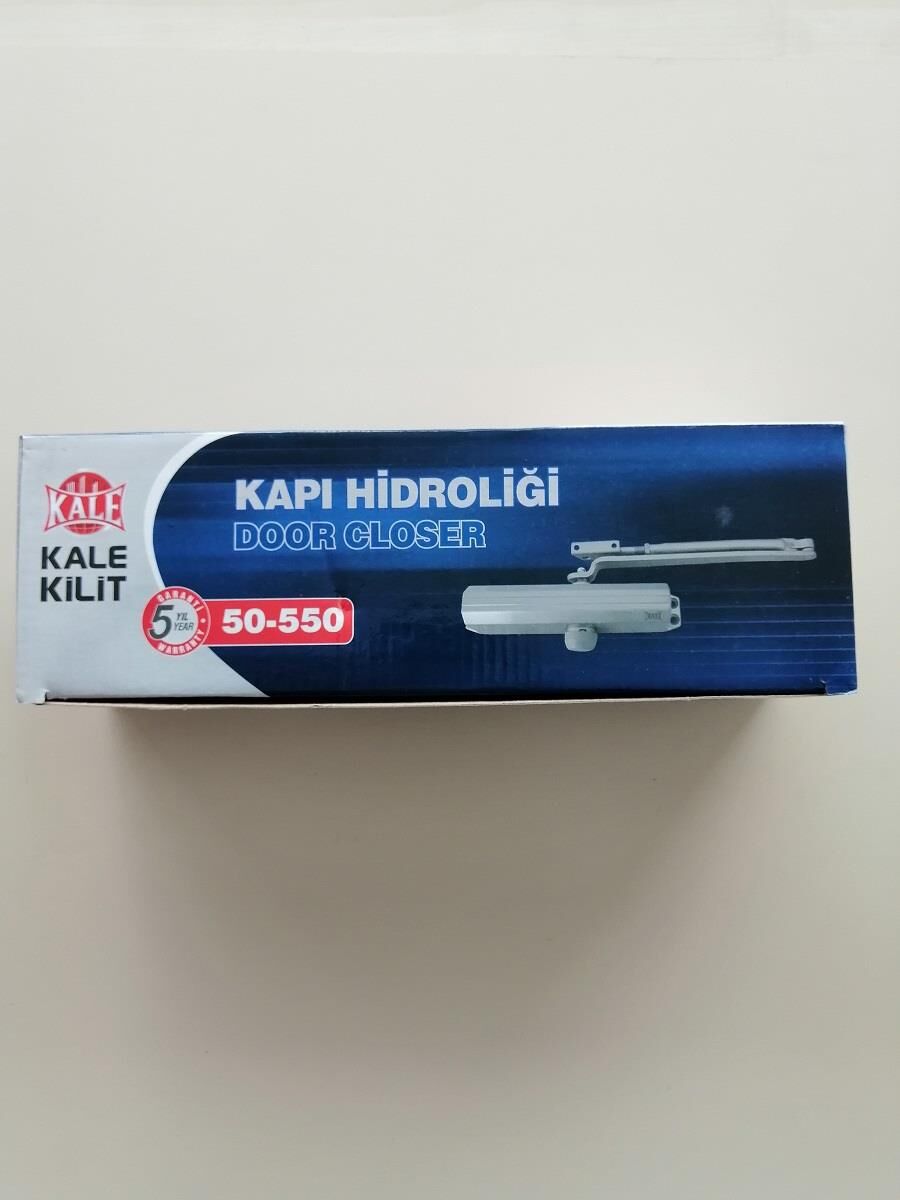 KALE
KALE
KİLİT
KAPI HİDROLİĞİ
DOOR CLOSER
GARANTİ
5 YIL
YEAR
WARRANTY
50-550